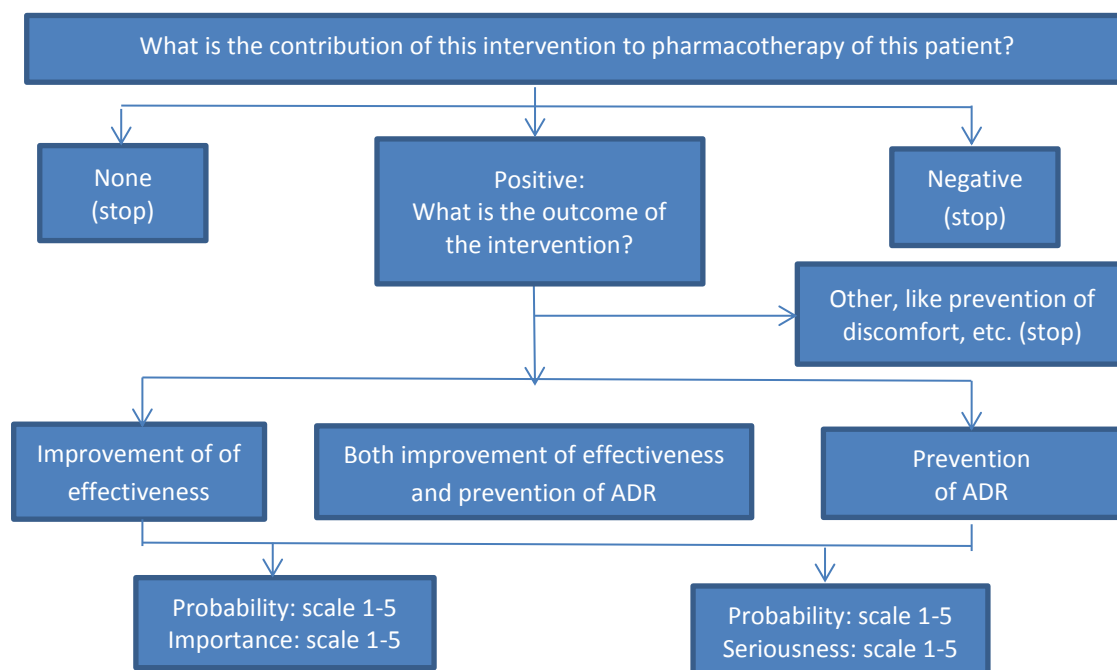 What is the contribution of this intervention to pharmacotherapy of this patient?
None
(stop)
Positive:
What is the outcome of
the intervention?
Negative
(stop)
Other, like prevention of
discomfort, etc. (stop)
Improvement of of
effectiveness
Both improvement of effectiveness
and prevention of ADR
Prevention
of ADR
Probability: scale 1-5
Importance: scale 1-5
Probability: scale 1-5
Seriousness: scale 1-5